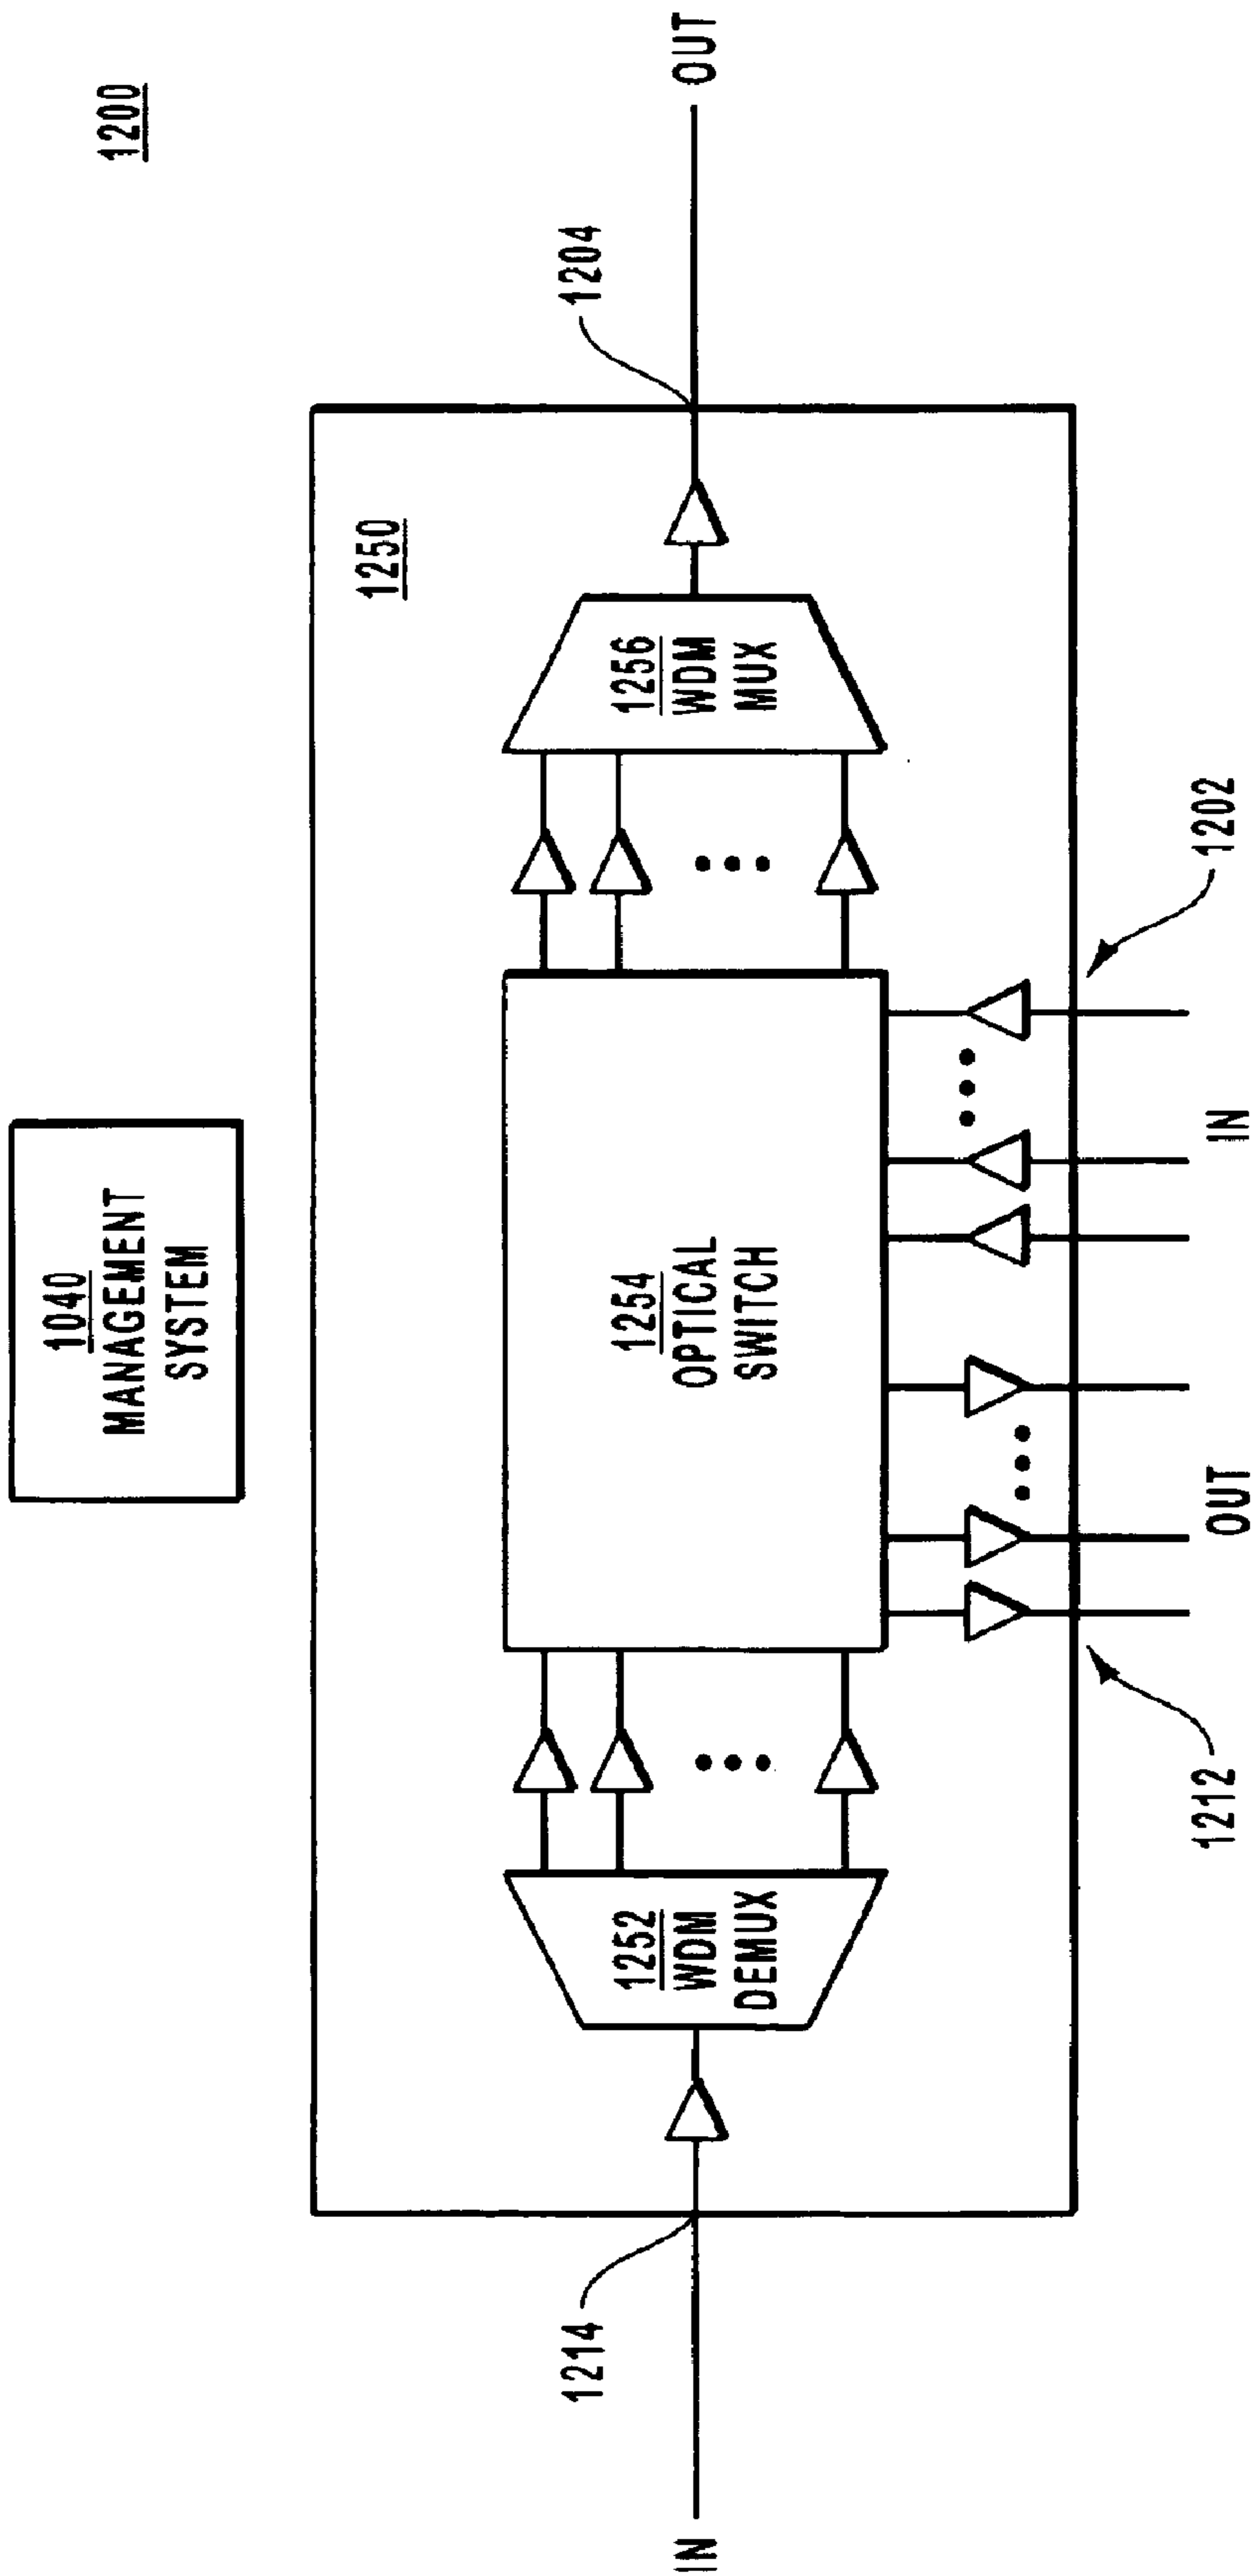 1200
1040
MANAGEMENT
SYSTEM
1250
IN
1214
1252
WDM
DEMUX
1254
OPTICAL
SWITCH
1256
WDM
MUX
1204
OUT
1212
OUT
IN
1202